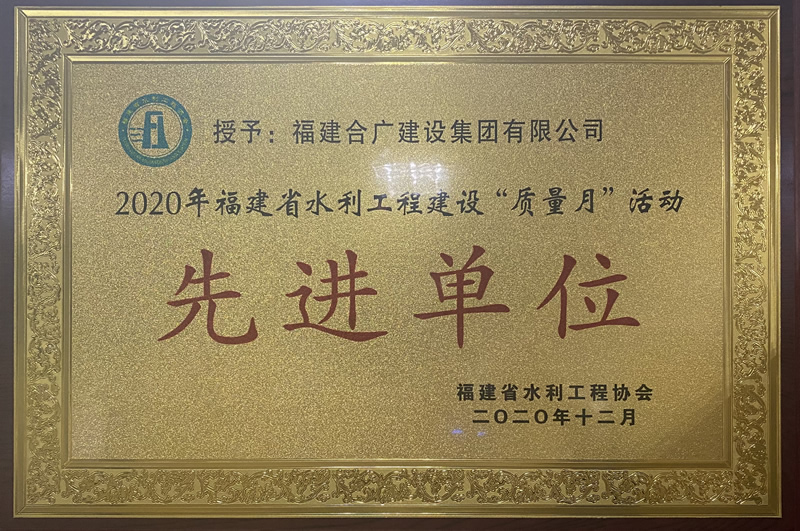 授予：福建合广建设集团有限公司
2020年福建省水利工程建设“质量月”活动
先进单位
福建省水利工程协会
二〇二〇年十二月